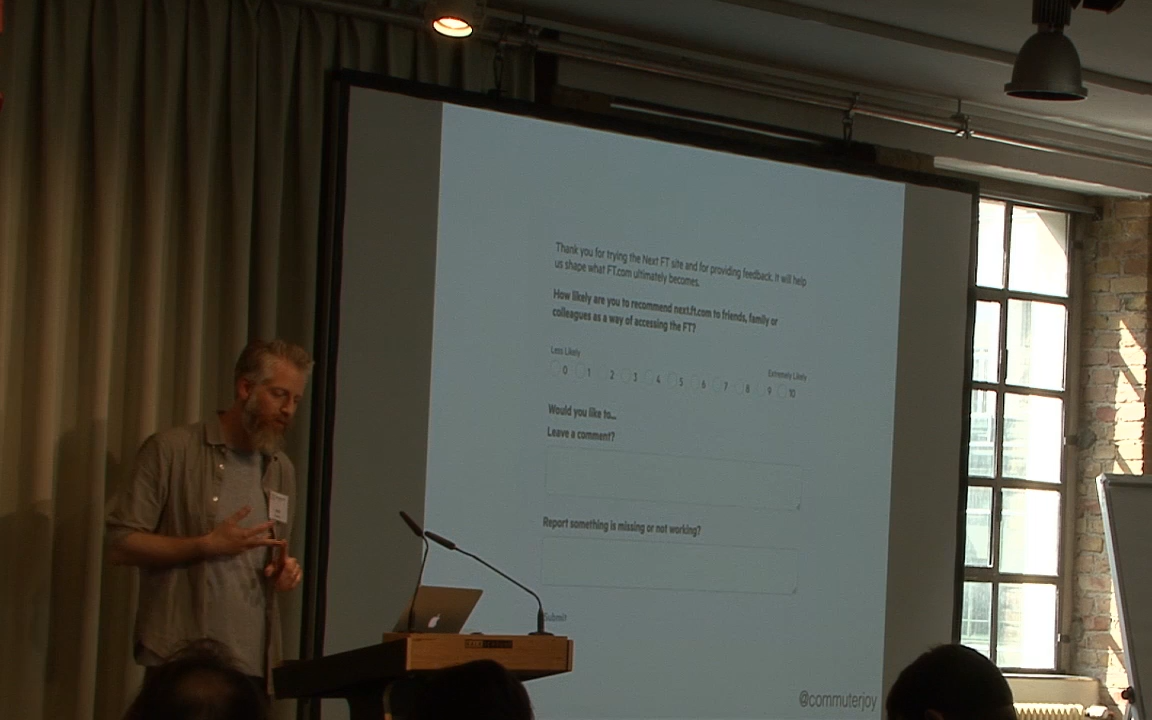 Thank you for trying the Next FT site and for providing feedback. It will help
us shape what FT.com ultimately becomes.
How likely are you to recommend next.ft.com to friends, family or
colleagues as a way of accessing the FT?
Less Likely
Extremely Likely
0 1 2 3 4 5 6 7 8 9 10
Would you like to...
Leave a comment?
Report something is missing or not working?
Submit
@commuterjoy